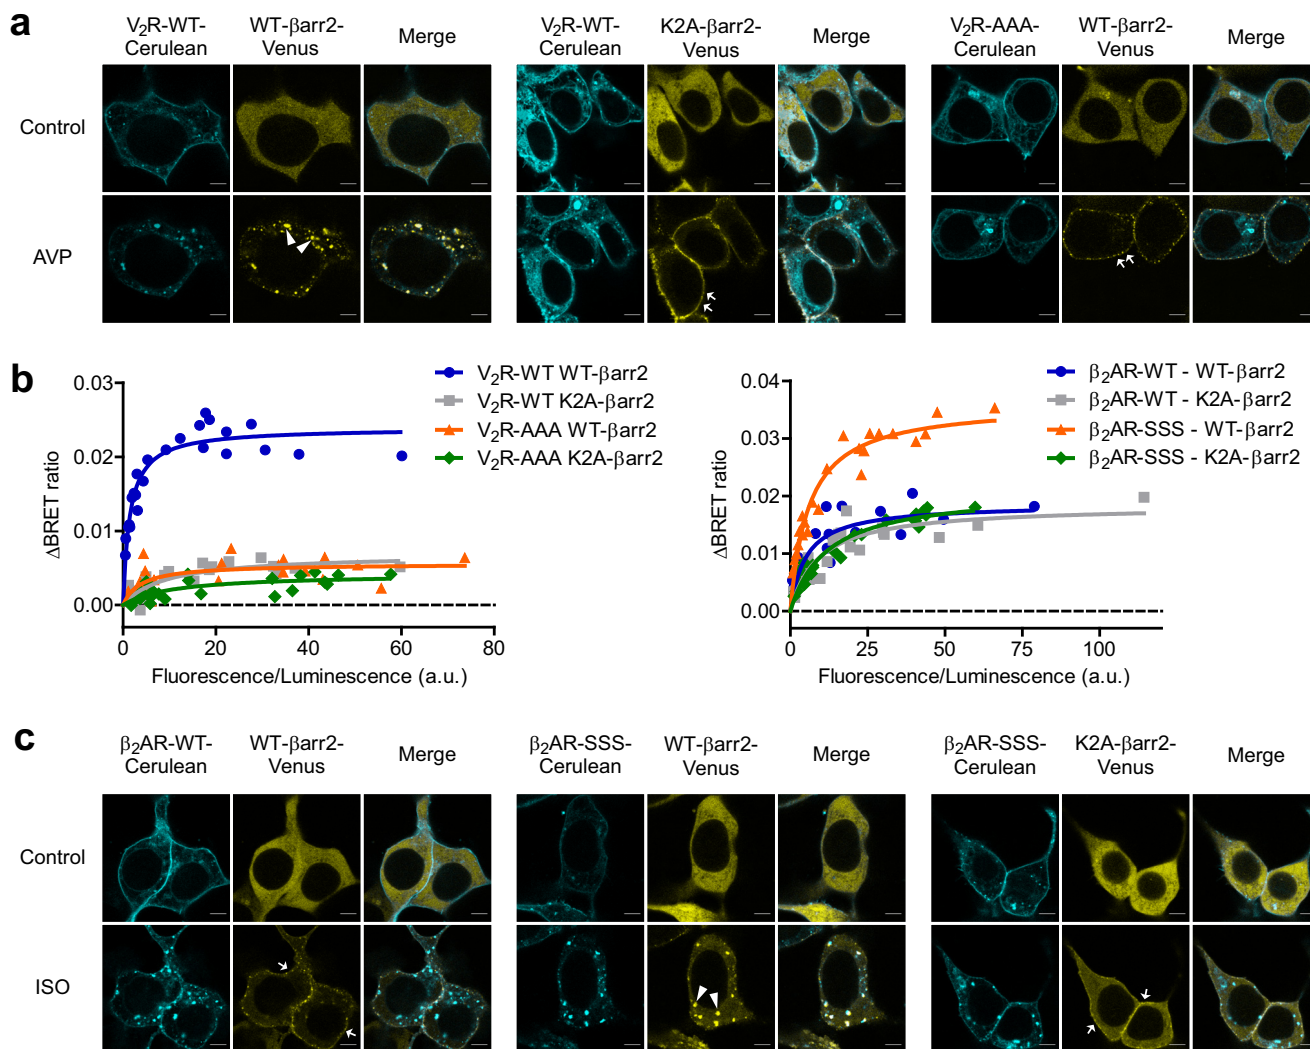 a
V2R-WT-
Cerulean
WT-βarr2-
Venus
Merge
V2R-WT-
Cerulean
K2A-βarr2-
Venus
Merge
V2R-AAA-
Cerulean
WT-βarr2-
Venus
Merge
Control
AVP
b
0.03
0.02
0.01
0.00
ΔBRET ratio
0
20
40
60
80
Fluorescence/Luminescence (a.u.)
V2R-WT WT-βarr2
V2R-WT K2A-βarr2
V2R-AAA WT-βarr2
V2R-AAA K2A-βarr2
0.04
0.03
0.02
0.01
0.00
ΔBRET ratio
0
25
50
75
100
Fluorescence/Luminescence (a.u.)
β2AR-WT - WT-βarr2
β2AR-WT - K2A-βarr2
β2AR-SSS - WT-βarr2
β2AR-SSS - K2A-βarr2
c
β2AR-WT-
Cerulean
WT-βarr2-
Venus
Merge
β2AR-SSS-
Cerulean
WT-βarr2-
Venus
Merge
β2AR-SSS-
Cerulean
K2A-βarr2-
Venus
Merge
Control
ISO